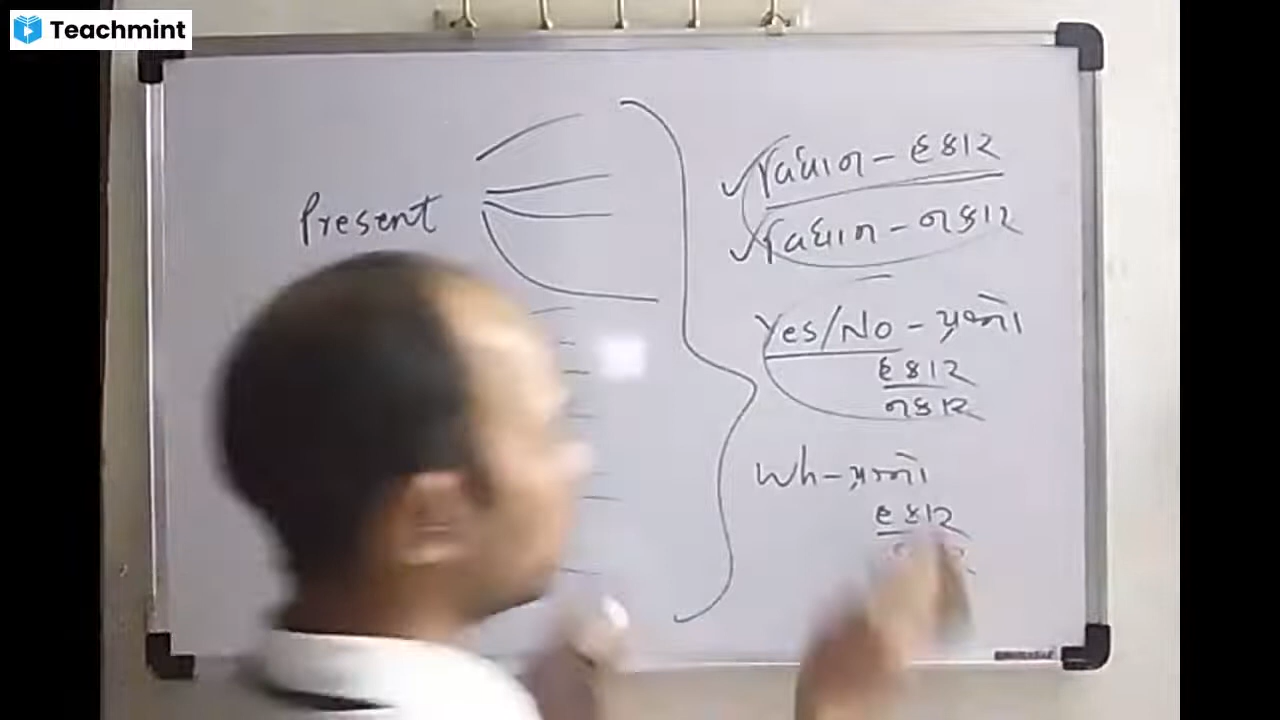 Teachmint
Present
વિધાન - હકાર
વિધાન - નકાર
Yes/No - પ્રશ્નો
હકાર
નકાર
Wh - પ્રશ્નો
હકાર